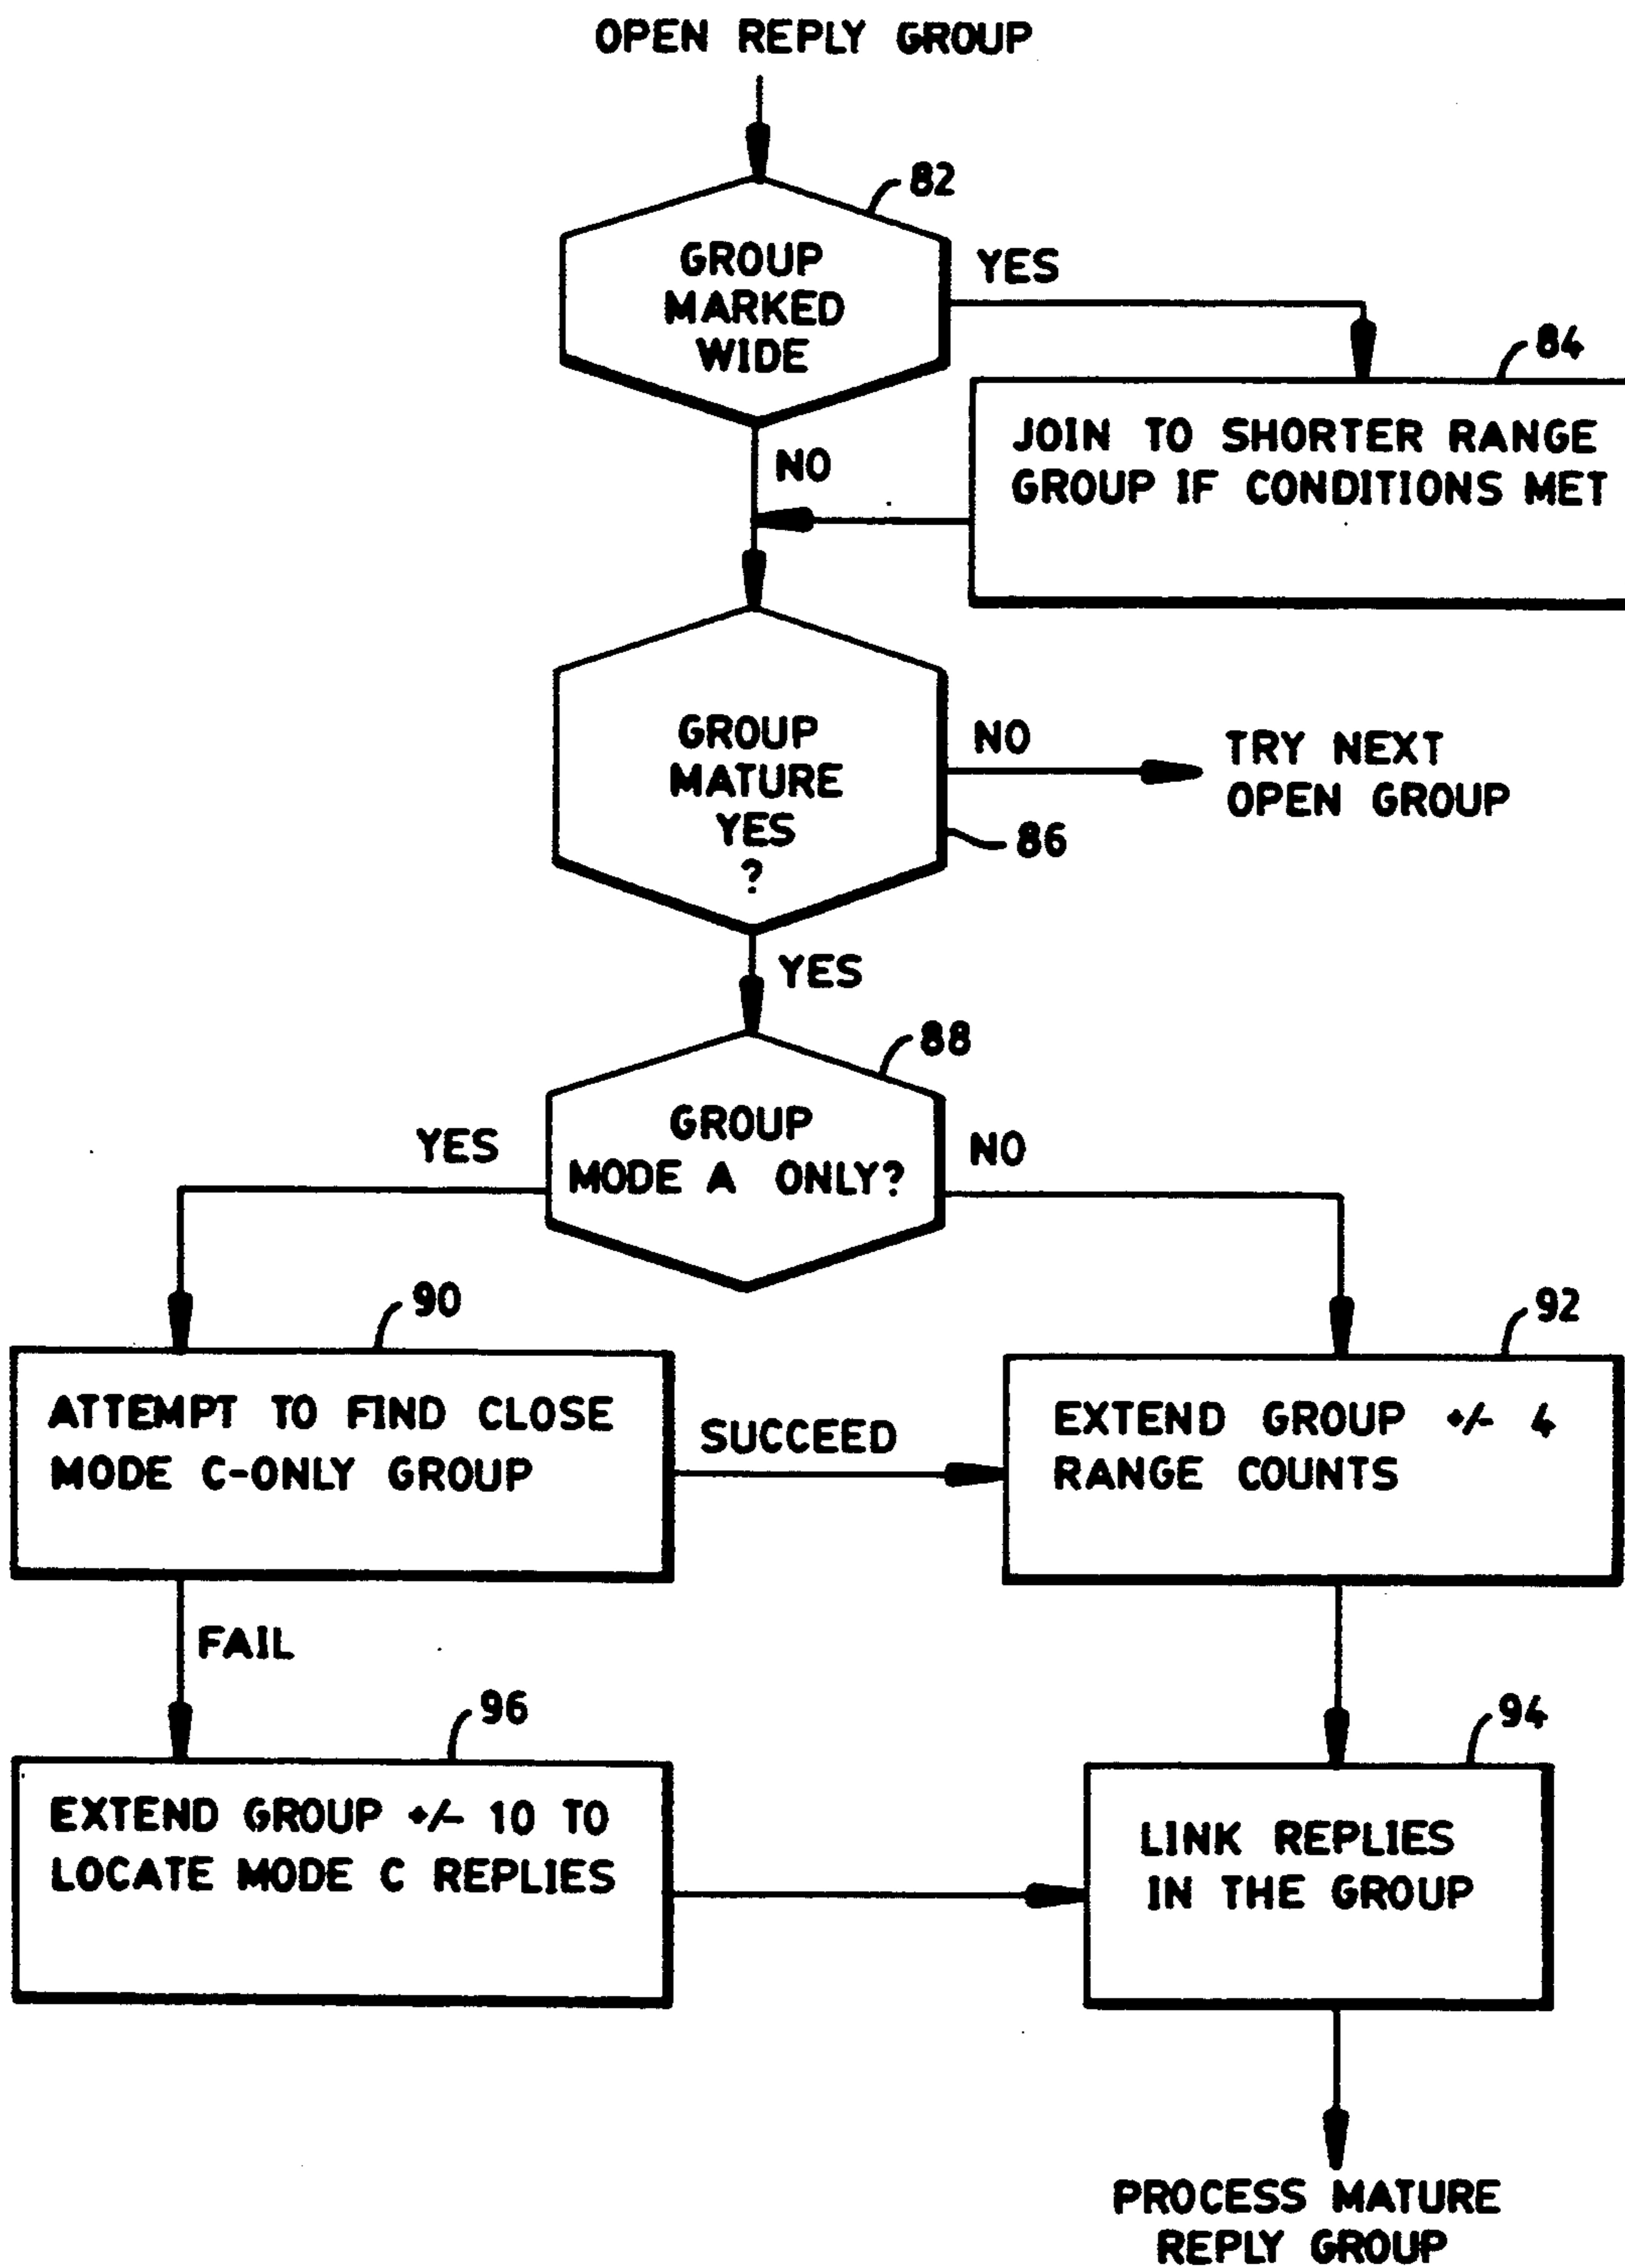 OPEN REPLY GROUP
82
GROUP
MARKED
WIDE
YES
84
JOIN TO SHORTER RANGE
GROUP IF CONDITIONS MET
NO
GROUP
MATURE
YES
?
NO
TRY NEXT
OPEN GROUP
86
YES
88
GROUP
MODE A ONLY?
YES
NO
90
ATTEMPT TO FIND CLOSE
MODE C-ONLY GROUP
SUCCEED
92
EXTEND GROUP +/- 4
RANGE COUNTS
FAIL
96
EXTEND GROUP +/- 10 TO
LOCATE MODE C REPLIES
94
LINK REPLIES
IN THE GROUP
PROCESS MATURE
REPLY GROUP